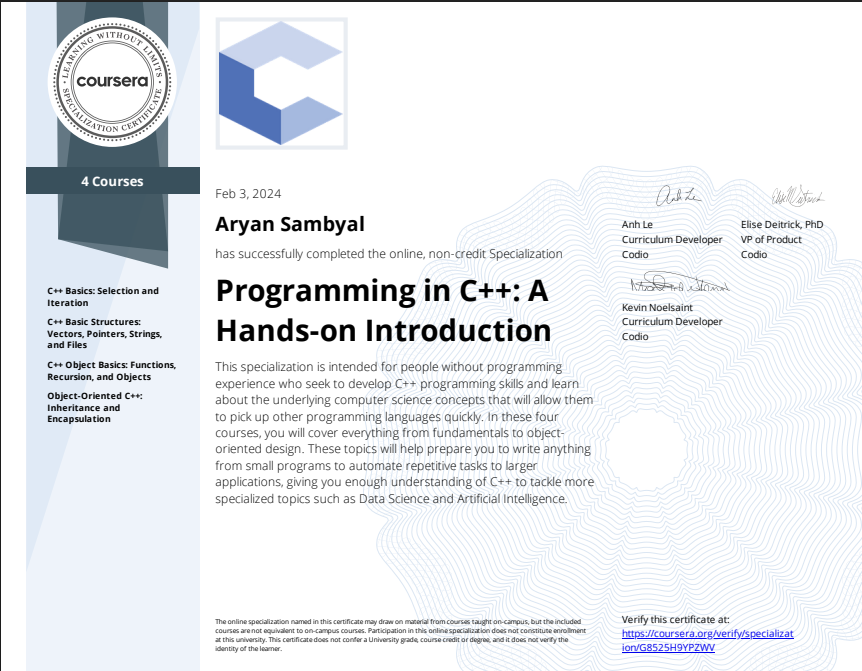 LEARNING WITHOUT LIMITS
coursera
SPECIALIZATION CERTIFICATE
4 Courses
C++ Basics: Selection and
Iteration
C++ Basic Structures:
Vectors, Pointers, Strings,
and Files
C++ Object Basics: Functions,
Recursion, and Objects
Object-Oriented C++:
Inheritance and
Encapsulation
Feb 3, 2024
Aryan Sambyal
has successfully completed the online, non-credit Specialization
Programming in C++: A
Hands-on Introduction
This specialization is intended for people without programming
experience who seek to develop C++ programming skills and learn
about the underlying computer science concepts that will allow them
to pick up other programming languages quickly. In these four
courses, you will cover everything from fundamentals to object-
oriented design. These topics will help prepare you to write anything
from small programs to automate repetitive tasks to larger
applications, giving you enough understanding of C++ to tackle more
specialized topics such as Data Science and Artificial Intelligence.
Anh Le
Anh Le
Curriculum Developer
Codio
Elise Deitrick, PhD
VP of Product
Codio
Kevin Noelsaint
Curriculum Developer
Codio
The online specialization named in this certificate may draw on material from courses taught on-campus, but the included
courses are not equivalent to on-campus courses. Participation in this online specialization does not constitute enrollment
at this university. This certificate does not confer a University grade, course credit or degree, and it does not verify the
identity of the learner.
Verify this certificate at:
https://coursera.org/verify/specializat
ion/G8525H9YPZWV